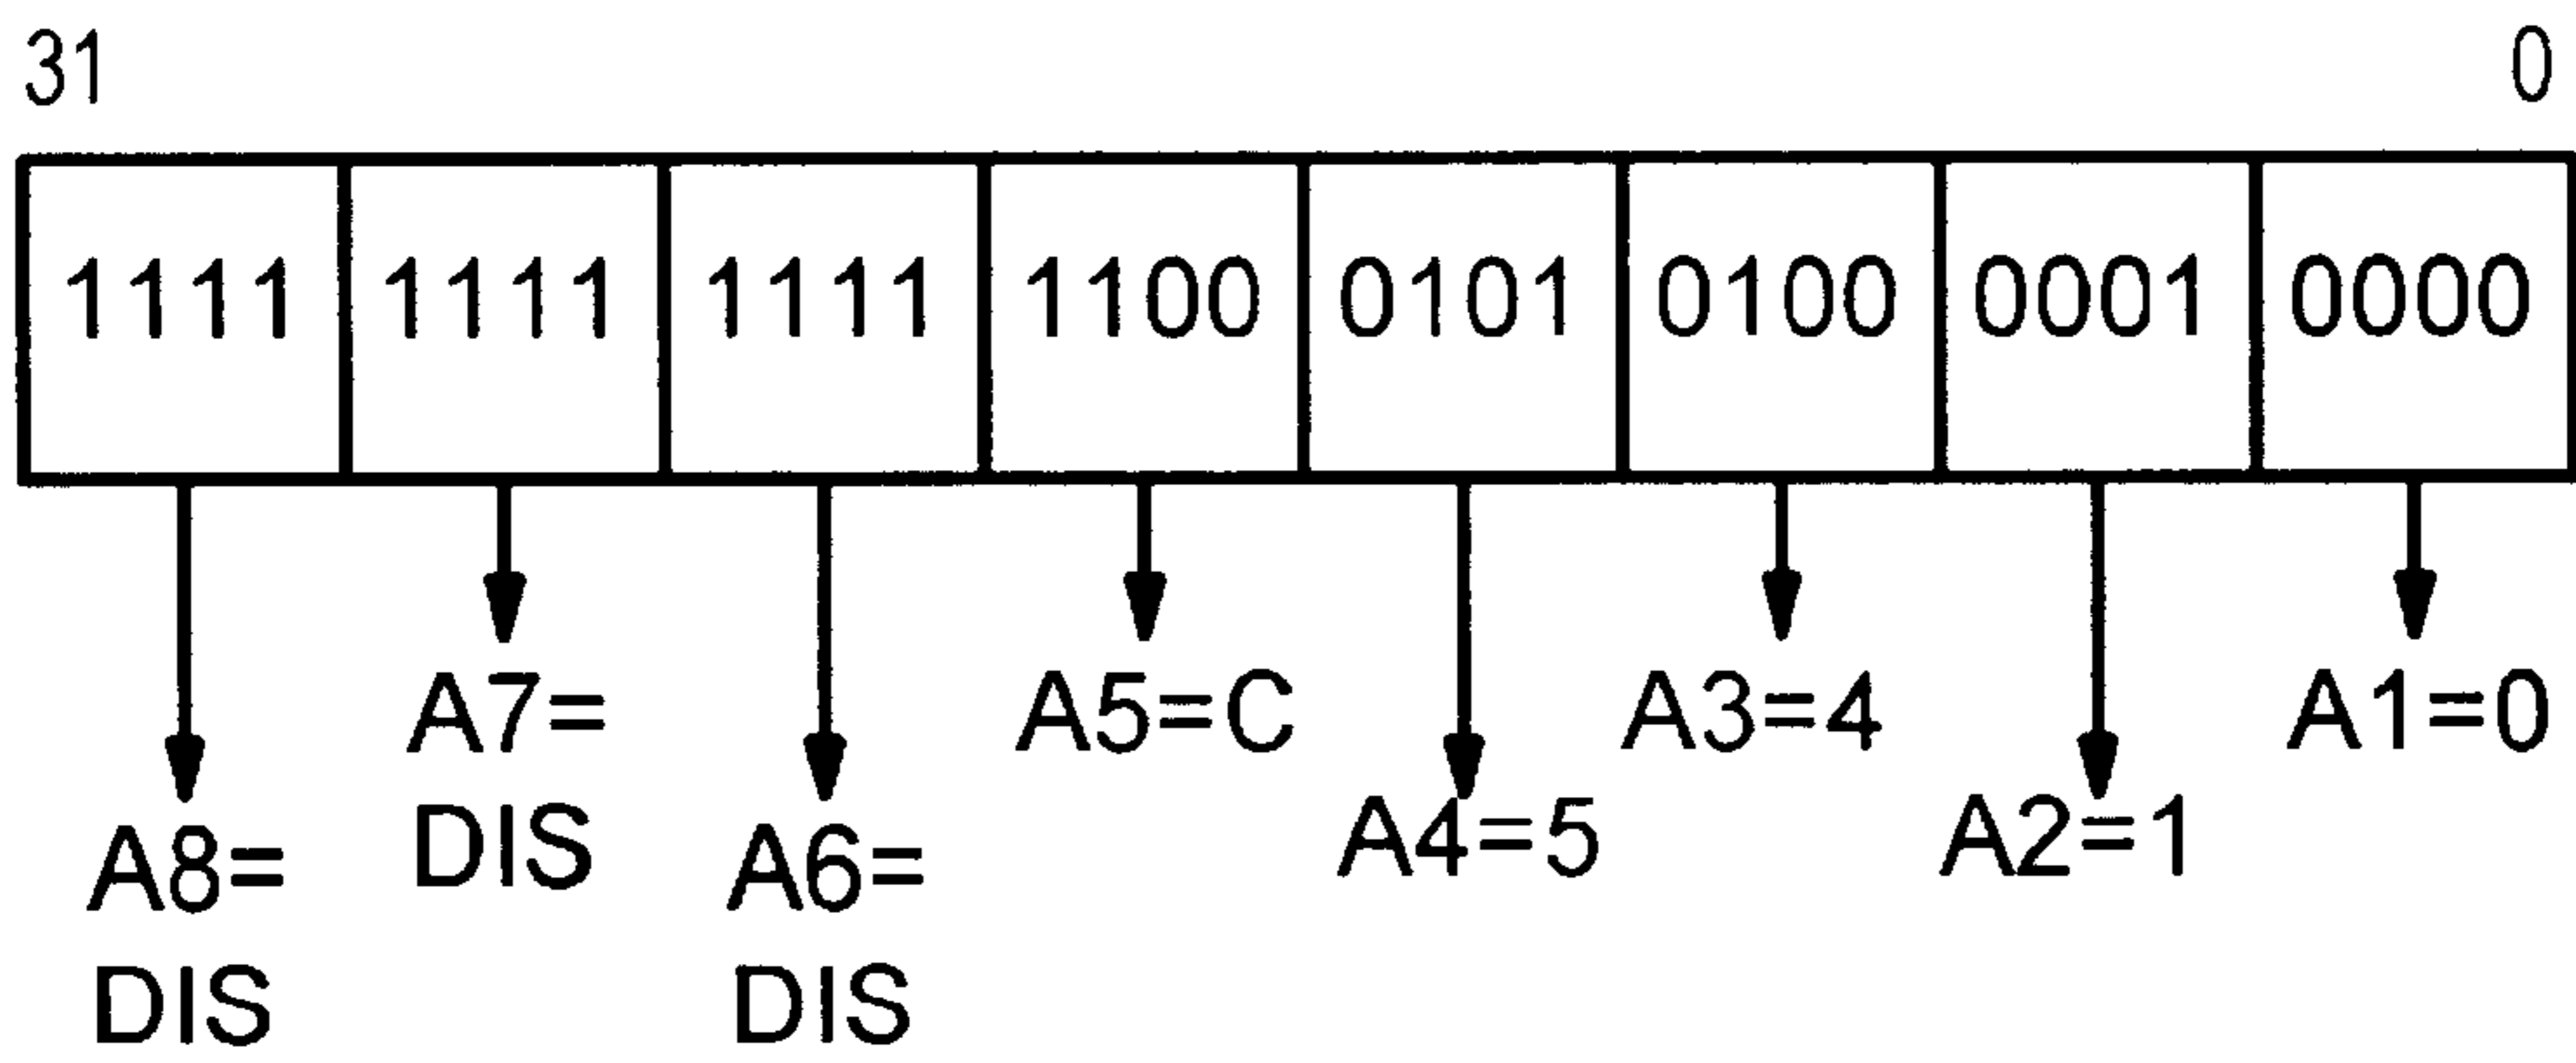 31 0
1111 1111 1111 1100 0101 0100 0001 0000
A8=
DIS
A7=
DIS
A6=
DIS
A5=C
A4=5
A3=4
A2=1
A1=0